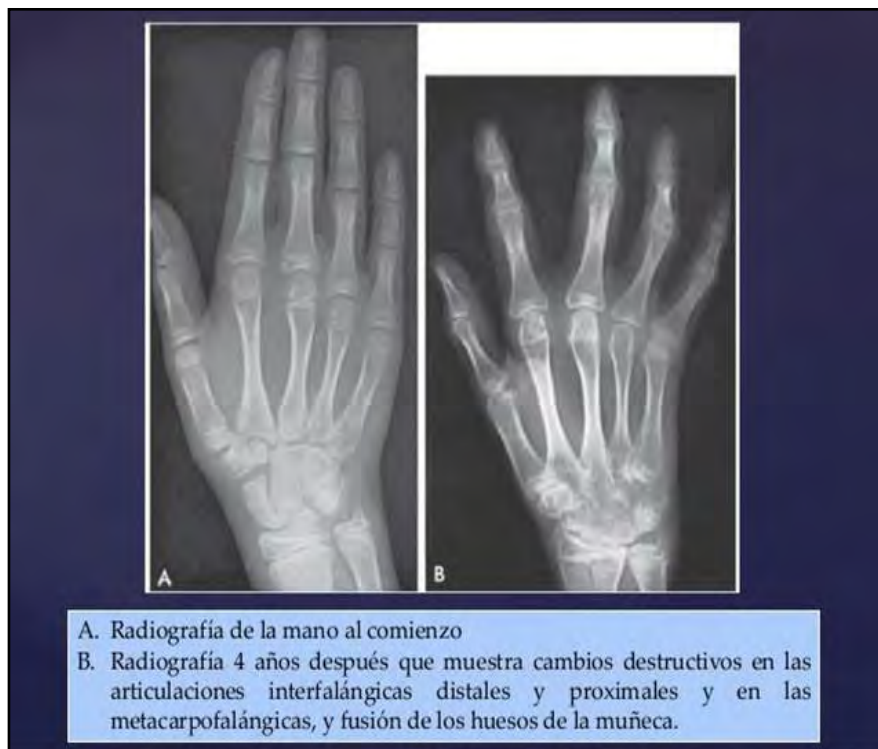 A
B
A. Radiografía de la mano al comienzo
B. Radiografía 4 años después que muestra cambios destructivos en las
articulaciones interfalángicas distales y proximales y en las
metacarpofalángicas, y fusión de los huesos de la muñeca.